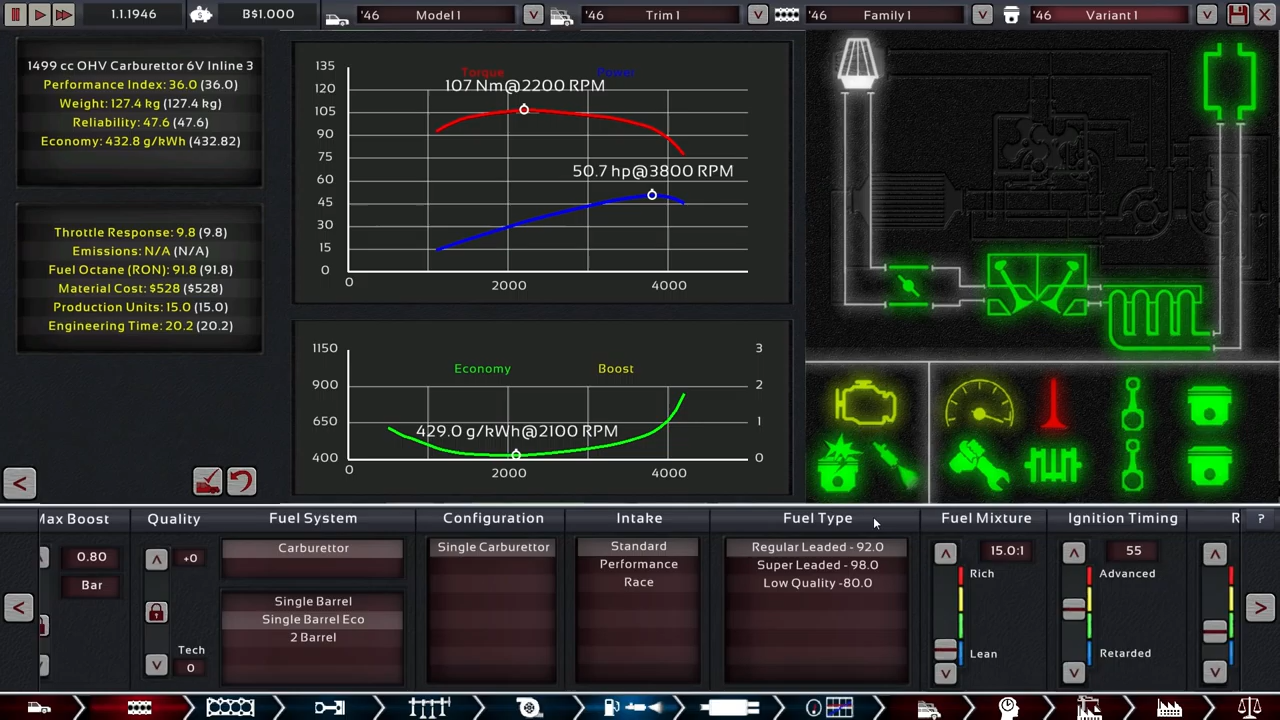 1.1.1946
B$1.000
'46
Model 1
'46
Trim 1
'46
Family 1
'46
Variant 1
1499 cc OHV Carburettor 6V Inline 3
Performance Index: 36.0 (36.0)
Weight: 127.4 kg (127.4 kg)
Reliability: 47.6 (47.6)
Economy: 432.8 g/kWh (432.82)
Throttle Response: 9.8 (9.8)
Emissions: N/A (N/A)
Fuel Octane (RON): 91.8 (91.8)
Material Cost: $528 ($528)
Production Units: 15.0 (15.0)
Engineering Time: 20.2 (20.2)
135
120
105
90
75
60
45
30
15
0
Torque
Power
107 Nm@2200 RPM
50.7 hp@3800 RPM
0
2000
4000
1150
900
650
400
Economy
Boost
3
2
1
0
429.0 g/kWh@2100 RPM
0
2000
4000
Max Boost
0.80
Bar
Quality
+0
Tech
0
Fuel System
Carburettor
Single Barrel
Single Barrel Eco
2 Barrel
Configuration
Single Carburettor
Intake
Standard
Performance
Race
Fuel Type
Regular Leaded - 92.0
Super Leaded - 98.0
Low Quality -80.0
Fuel Mixture
15.0:1
Rich
Lean
Ignition Timing
55
Advanced
Retarded
R
?